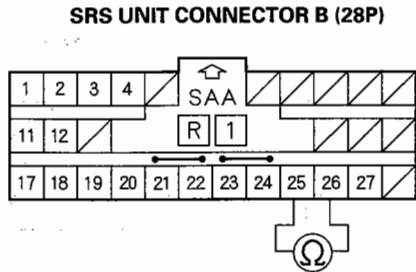 SRS UNIT CONNECTOR B (28P)
1 2 3 4
SAA
R 1
11 12
17 18 19 20 21 22 23 24 25 26 27
Ω